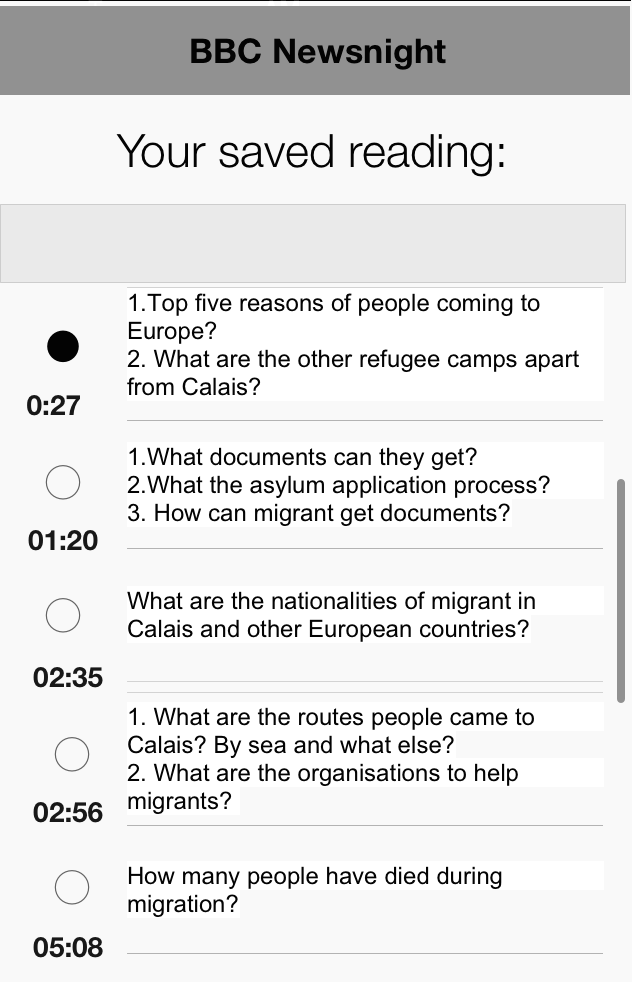 BBC Newsnight
Your saved reading:
1.Top five reasons of people coming to
Europe?
2. What are the other refugee camps apart
from Calais?
0:27
1.What documents can they get?
2.What the asylum application process?
3. How can migrant get documents?
01:20
What are the nationalities of migrant in
Calais and other European countries?
02:35
1. What are the routes people came to
Calais? By sea and what else?
2. What are the organisations to help
migrants?
02:56
How many people have died during
migration?
05:08